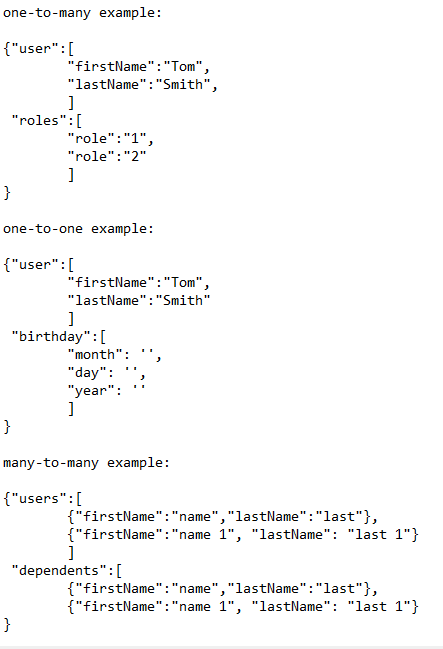 one-to-many example:
{"user":[
"firstName":"Tom",
"lastName":"Smith",
]
"roles":[
"role":"1",
"role":"2"
]
}
one-to-one example:
{"user":[
"firstName":"Tom",
"lastName":"Smith"
]
"birthday":[
"month": '',
"day": '',
"year": ''
]
}
many-to-many example:
{"users":[
{"firstName":"name","lastName":"last"},
{"firstName":"name 1", "lastName": "last 1"}
]
"dependents":[
{"firstName":"name","lastName":"last"},
{"firstName":"name 1", "lastName": "last 1"}
}